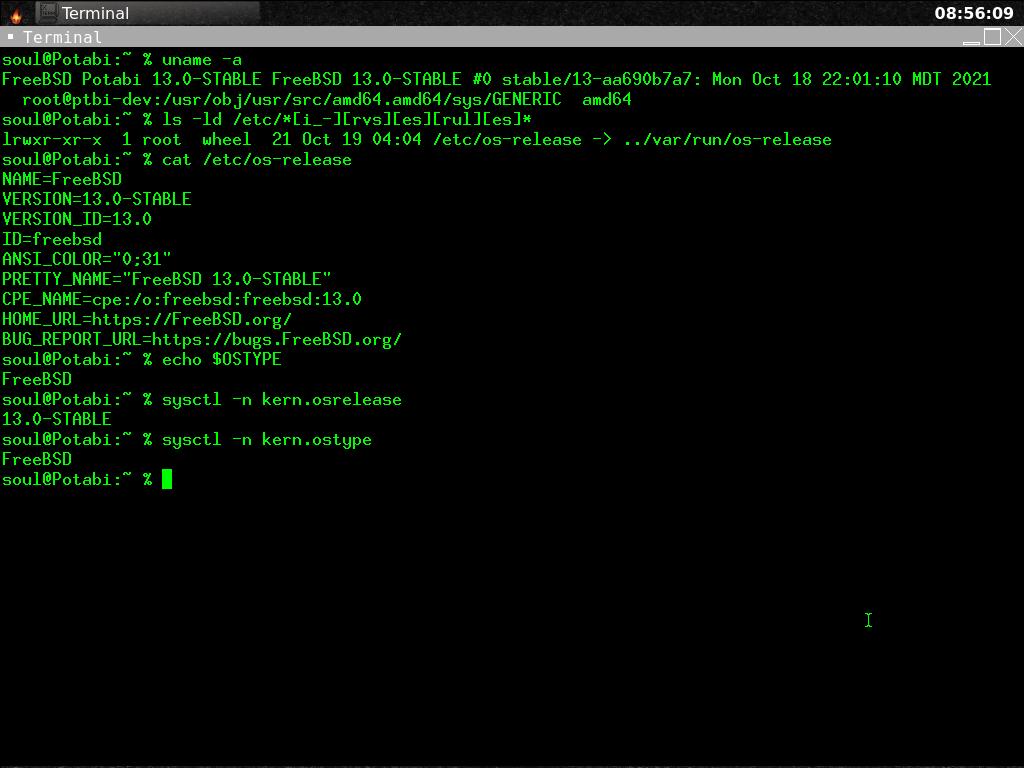 Terminal
08:56:09
Terminal
soul@Potabi:~ % uname -a
FreeBSD Potabi 13.0-STABLE FreeBSD 13.0-STABLE #0 stable/13-aa690b7a7: Mon Oct 18 22:01:10 MDT 2021
root@ptbi-dev:/usr/obj/usr/src/amd64.amd64/sys/GENERIC  amd64
soul@Potabi:~ % ls -ld /etc/*[i_-][rvs][es][rul][es]*
lrwxr-xr-x  1 root  wheel  21 Oct 19 04:04 /etc/os-release -> ../var/run/os-release
soul@Potabi:~ % cat /etc/os-release
NAME=FreeBSD
VERSION=13.0-STABLE
VERSION_ID=13.0
ID=freebsd
ANSI_COLOR="0;31"
PRETTY_NAME="FreeBSD 13.0-STABLE"
CPE_NAME=cpe:/o:freebsd:freebsd:13.0
HOME_URL=https://FreeBSD.org/
BUG_REPORT_URL=https://bugs.FreeBSD.org/
soul@Potabi:~ % echo $OSTYPE
FreeBSD
soul@Potabi:~ % sysctl -n kern.osrelease
13.0-STABLE
soul@Potabi:~ % sysctl -n kern.ostype
FreeBSD
soul@Potabi:~ %